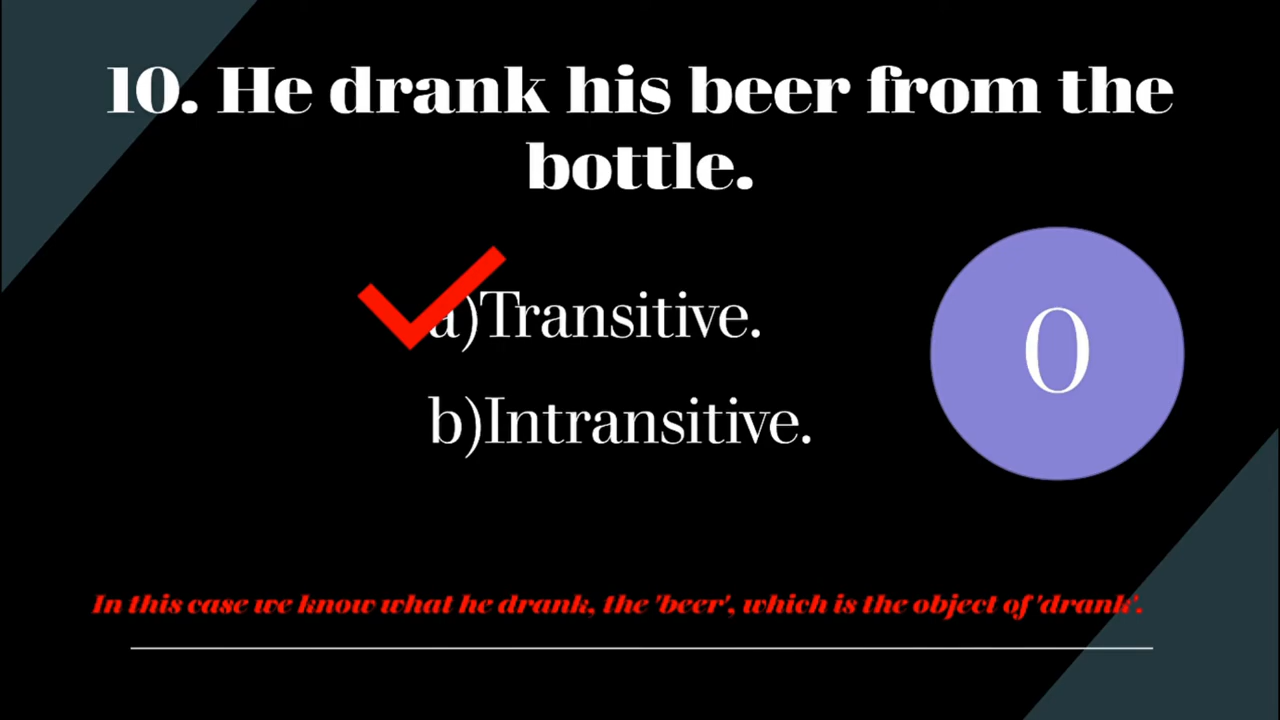 10. He drank his beer from the
bottle.
a)Transitive.
0
b)Intransitive.
In this case we know what he drank, the 'beer', which is the object of 'drank'.